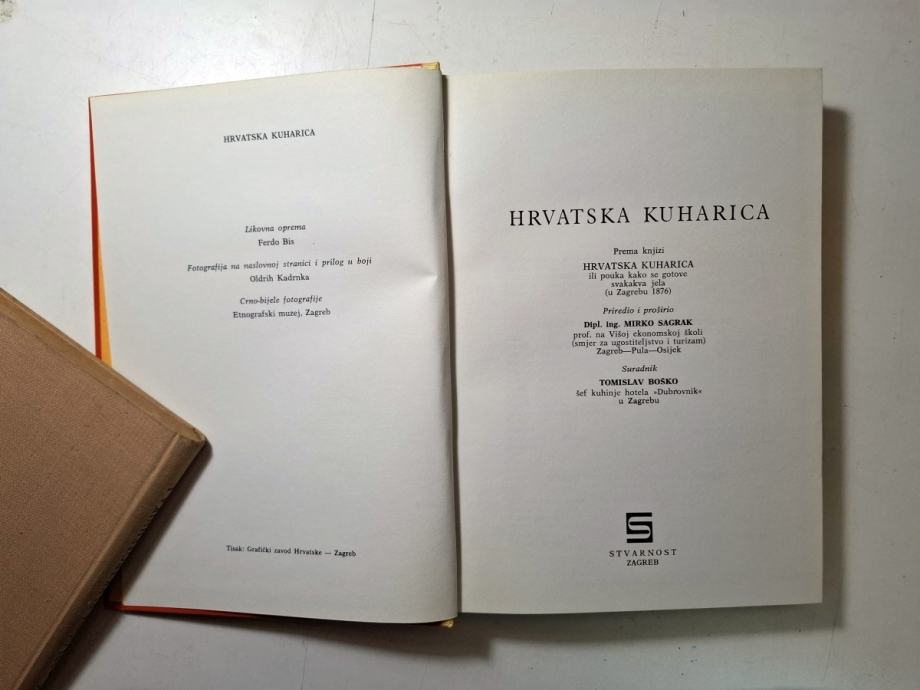 HRVATSKA KUHARICA
Likovna oprema
Ferdo Bis
Fotografija na naslovnoj stranici i prilog u boji
Oldrih Kadrnka
Crno-bijele fotografije
Etnografski muzej, Zagreb
Tisak: Grafički zavod Hrvatske — Zagreb
HRVATSKA KUHARICA
Prema knjizi
HRVATSKA KUHARICA
ili pouka kako se gotove
svakakva jela
(u Zagrebu 1876)
Priredio i proširio
Dipl. ing. MIRKO SAGRAK
prof. na Višoj ekonomskoj školi
(smjer za ugostiteljstvo i turizam)
Zagreb—Pula—Osijek
Suradnik
TOMISLAV BOŠKO
šef kuhinje hotela »Dubrovnik«
u Zagrebu
STVARNOST
ZAGREB